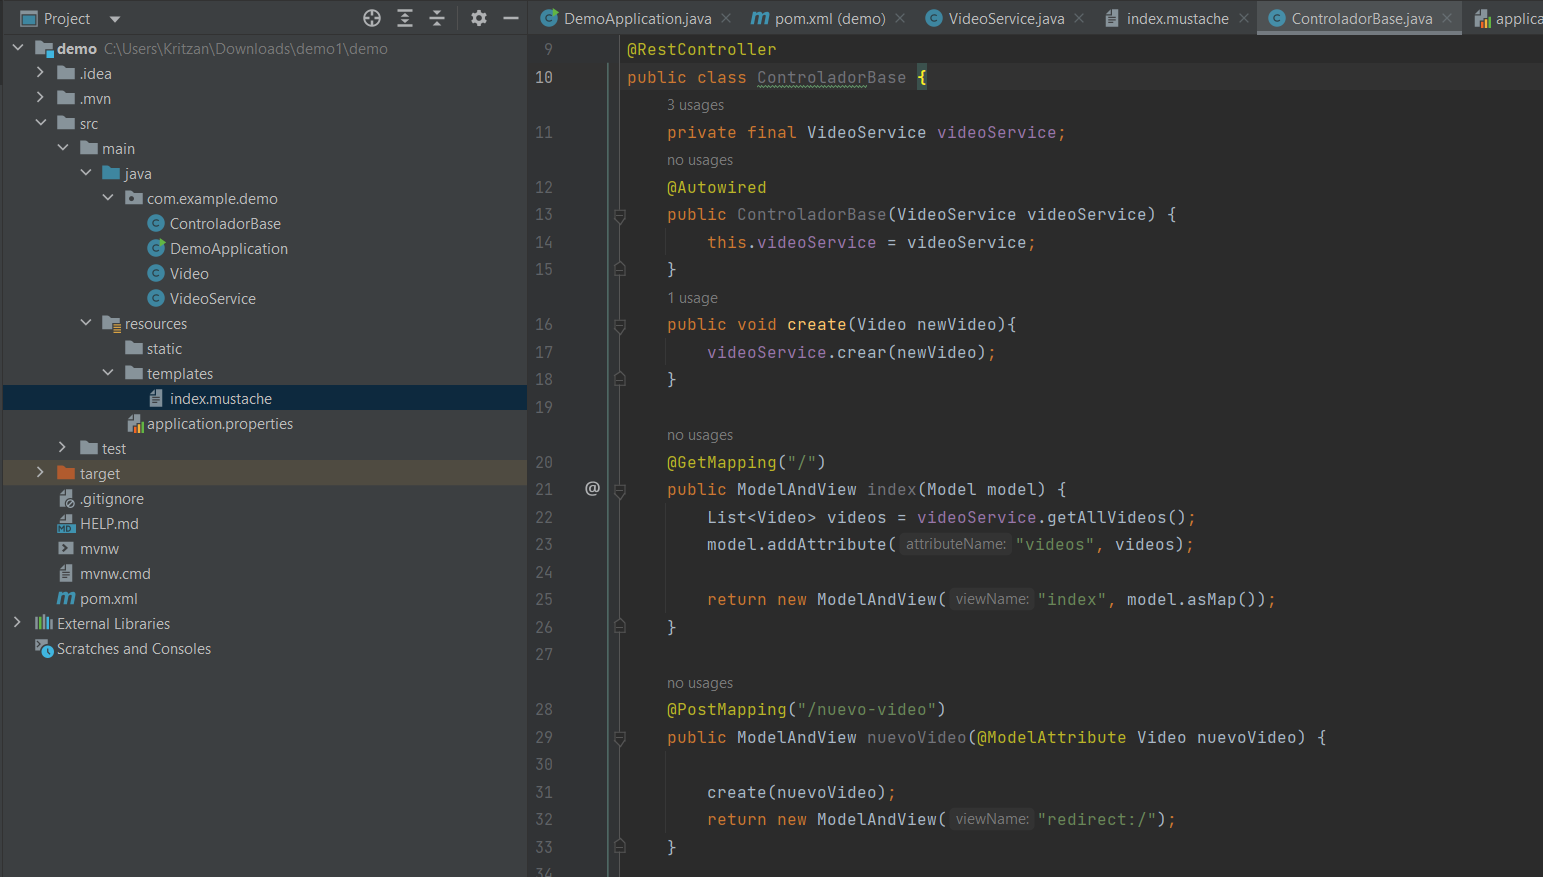 Project
demo C:\Users\Kritzan\Downloads\demo1\demo
.idea
.mvn
src
main
java
com.example.demo
ControladorBase
DemoApplication
Video
VideoService
resources
static
templates
index.mustache
application.properties
test
target
.gitignore
HELP.md
mvnw
mvnw.cmd
pom.xml
External Libraries
Scratches and Consoles
DemoApplication.java
pom.xml (demo)
VideoService.java
index.mustache
ControladorBase.java
applica
9 @RestController
10 public class ControladorBase {
3 usages
11 private final VideoService videoService;
no usages
12 @Autowired
13 public ControladorBase(VideoService videoService) {
14 this.videoService = videoService;
15 }
1 usage
16 public void create(Video newVideo){
17 videoService.crear(newVideo);
18 }
19
no usages
20 @GetMapping("/")
21 @ public ModelAndView index(Model model) {
22 List<Video> videos = videoService.getAllVideos();
23 model.addAttribute( attributeName: "videos", videos);
24
25 return new ModelAndView( viewName: "index", model.asMap());
26 }
27
no usages
28 @PostMapping("/nuevo-video")
29 public ModelAndView nuevoVideo(@ModelAttribute Video nuevoVideo) {
30
31 create(nuevoVideo);
32 return new ModelAndView( viewName: "redirect:/");
33 }
34